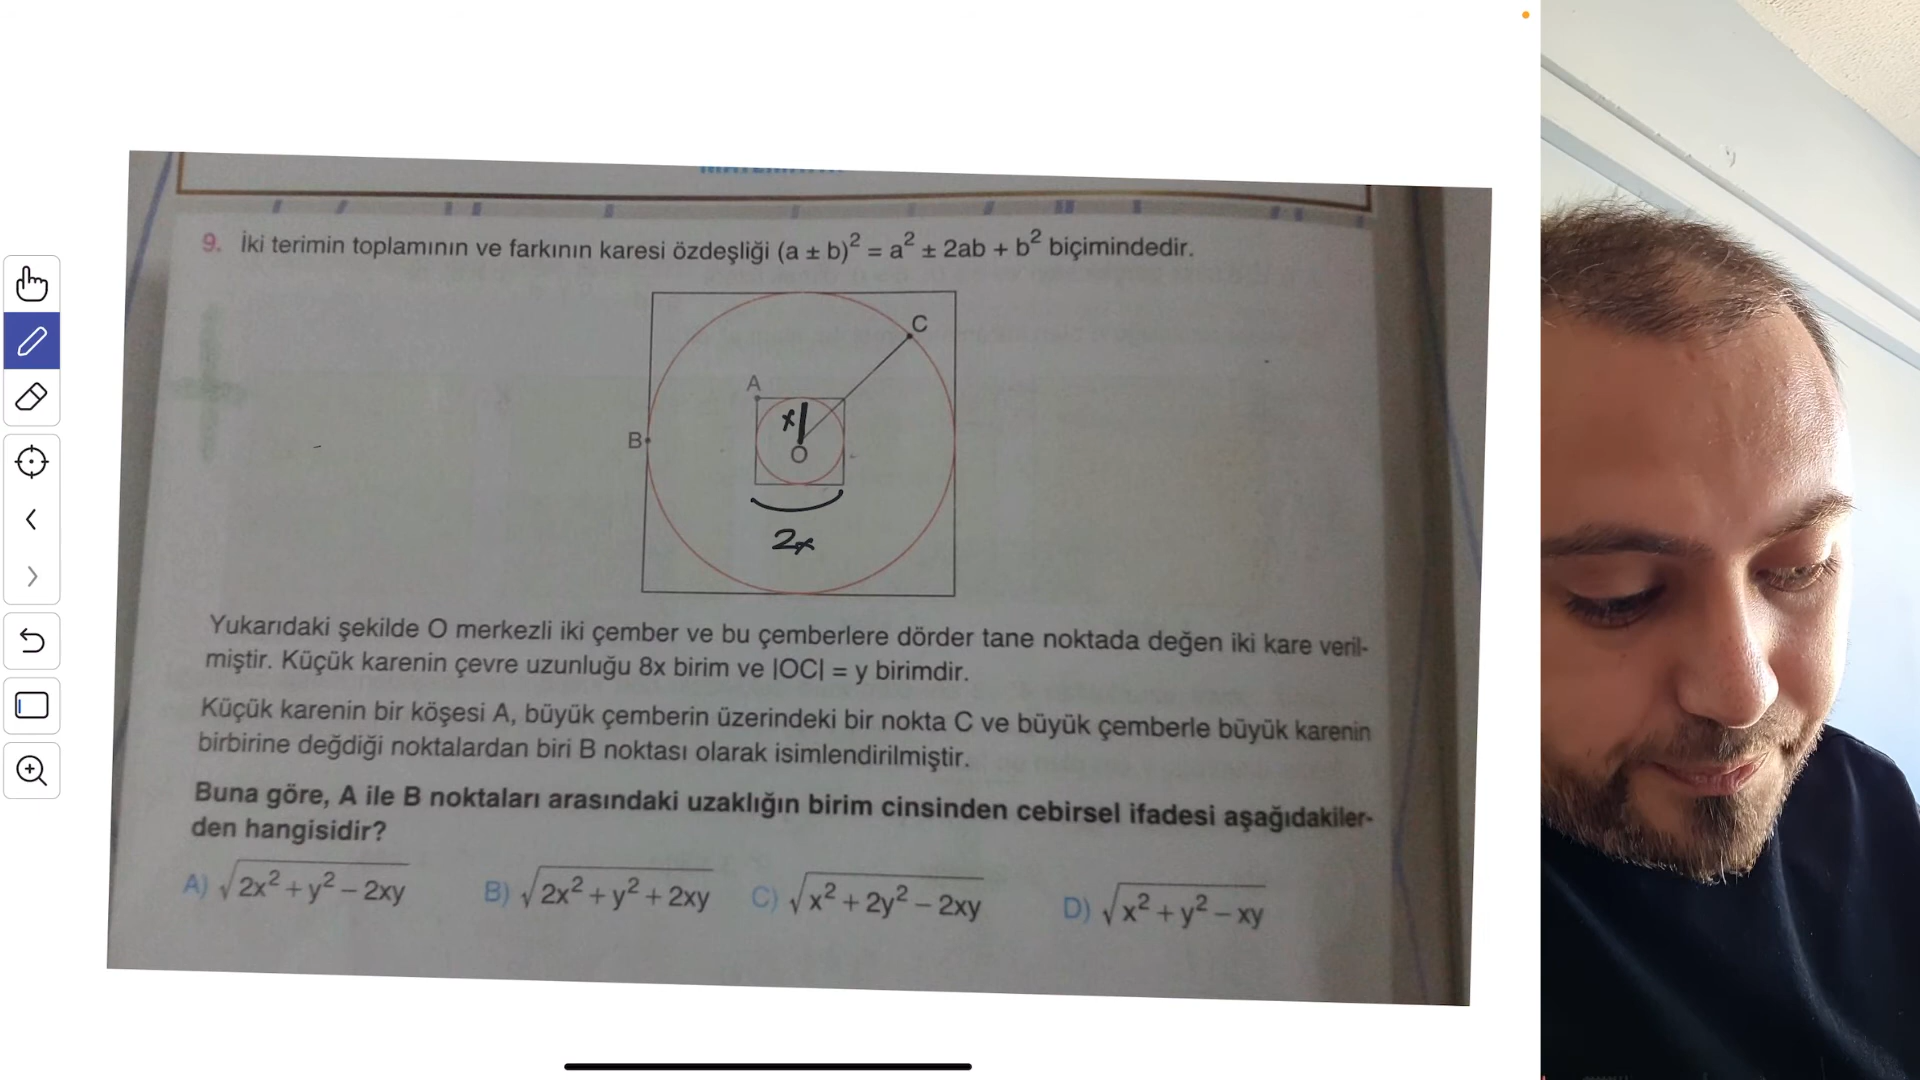 9. İki terimin toplamının ve farkının karesi özdeşliği (a ± b)² = a² ± 2ab + b² biçimindedir.
C
A
x
B
O
2x
Yukarıdaki şekilde O merkezli iki çember ve bu çemberlere dörder tane noktada değen iki kare veril-
miştir. Küçük karenin çevre uzunluğu 8x birim ve |OC| = y birimdir.
Küçük karenin bir köşesi A, büyük çemberin üzerindeki bir nokta C ve büyük çemberle büyük karenin
birbirine değdiği noktalardan biri B noktası olarak isimlendirilmiştir.
Buna göre, A ile B noktaları arasındaki uzaklığın birim cinsinden cebirsel ifadesi aşağıdakiler-
den hangisidir?
A) √(2x² + y² – 2xy) B) √(2x² + y² + 2xy) C) √(x² + 2y² – 2xy) D) √(x² + y² – xy)